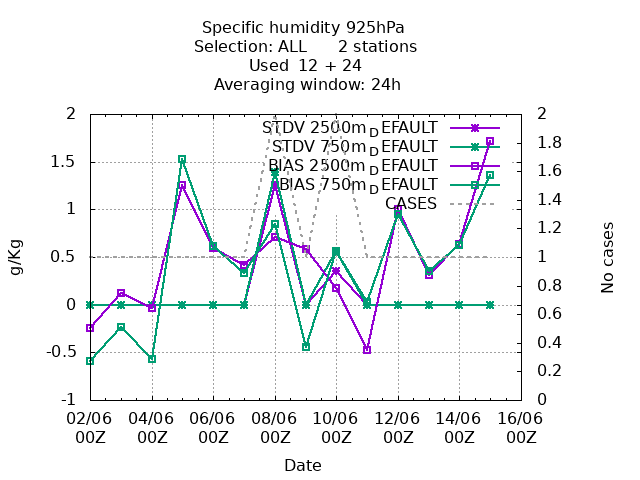 Specific humidity 925hPa
Selection: ALL 2 stations
Used 12 + 24
Averaging window: 24h
STDV 2500m_DEFAULT
STDV 750m_DEFAULT
BIAS 2500m_DEFAULT
BIAS 750m_DEFAULT
CASES
g/Kg
2
1.5
1
0.5
0
-0.5
-1
2
1.8
1.6
1.4
1.2
1
0.8
0.6
0.4
0.2
0
No cases
02/06 04/06 06/06 08/06 10/06 12/06 14/06 16/06
00Z 00Z 00Z 00Z 00Z 00Z 00Z 00Z
Date